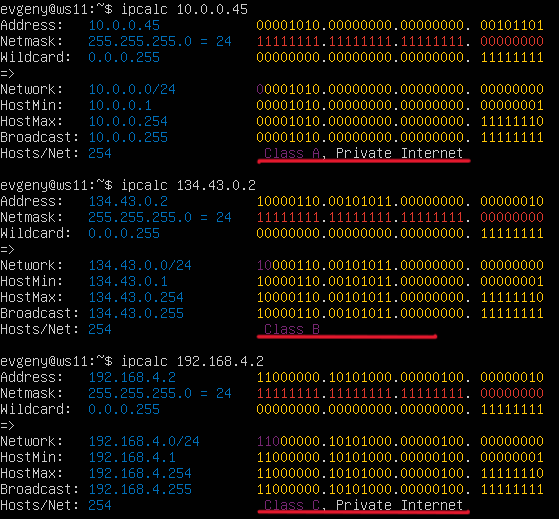 evgeny@ws11:~$ ipcalc 10.0.0.45
Address: 10.0.0.45 00001010.00000000.00000000. 00101101
Netmask: 255.255.255.0 = 24 11111111.11111111.11111111. 00000000
Wildcard: 0.0.0.255 00000000.00000000.00000000. 11111111
=>
Network: 10.0.0.0/24 00001010.00000000.00000000. 00000000
HostMin: 10.0.0.1 00001010.00000000.00000000. 00000001
HostMax: 10.0.0.254 00001010.00000000.00000000. 11111110
Broadcast: 10.0.0.255 00001010.00000000.00000000. 11111111
Hosts/Net: 254 Class A, Private Internet
evgeny@ws11:~$ ipcalc 134.43.0.2
Address: 134.43.0.2 10000110.00101011.00000000. 00000010
Netmask: 255.255.255.0 = 24 11111111.11111111.11111111. 00000000
Wildcard: 0.0.0.255 00000000.00000000.00000000. 11111111
=>
Network: 134.43.0.0/24 10000110.00101011.00000000. 00000000
HostMin: 134.43.0.1 10000110.00101011.00000000. 00000001
HostMax: 134.43.0.254 10000110.00101011.00000000. 11111110
Broadcast: 134.43.0.255 10000110.00101011.00000000. 11111111
Hosts/Net: 254 Class B
evgeny@ws11:~$ ipcalc 192.168.4.2
Address: 192.168.4.2 11000000.10101000.00000100. 00000010
Netmask: 255.255.255.0 = 24 11111111.11111111.11111111. 00000000
Wildcard: 0.0.0.255 00000000.00000000.00000000. 11111111
=>
Network: 192.168.4.0/24 11000000.10101000.00000100. 00000000
HostMin: 192.168.4.1 11000000.10101000.00000100. 00000001
HostMax: 192.168.4.254 11000000.10101000.00000100. 11111110
Broadcast: 192.168.4.255 11000000.10101000.00000100. 11111111
Hosts/Net: 254 Class C, Private Internet